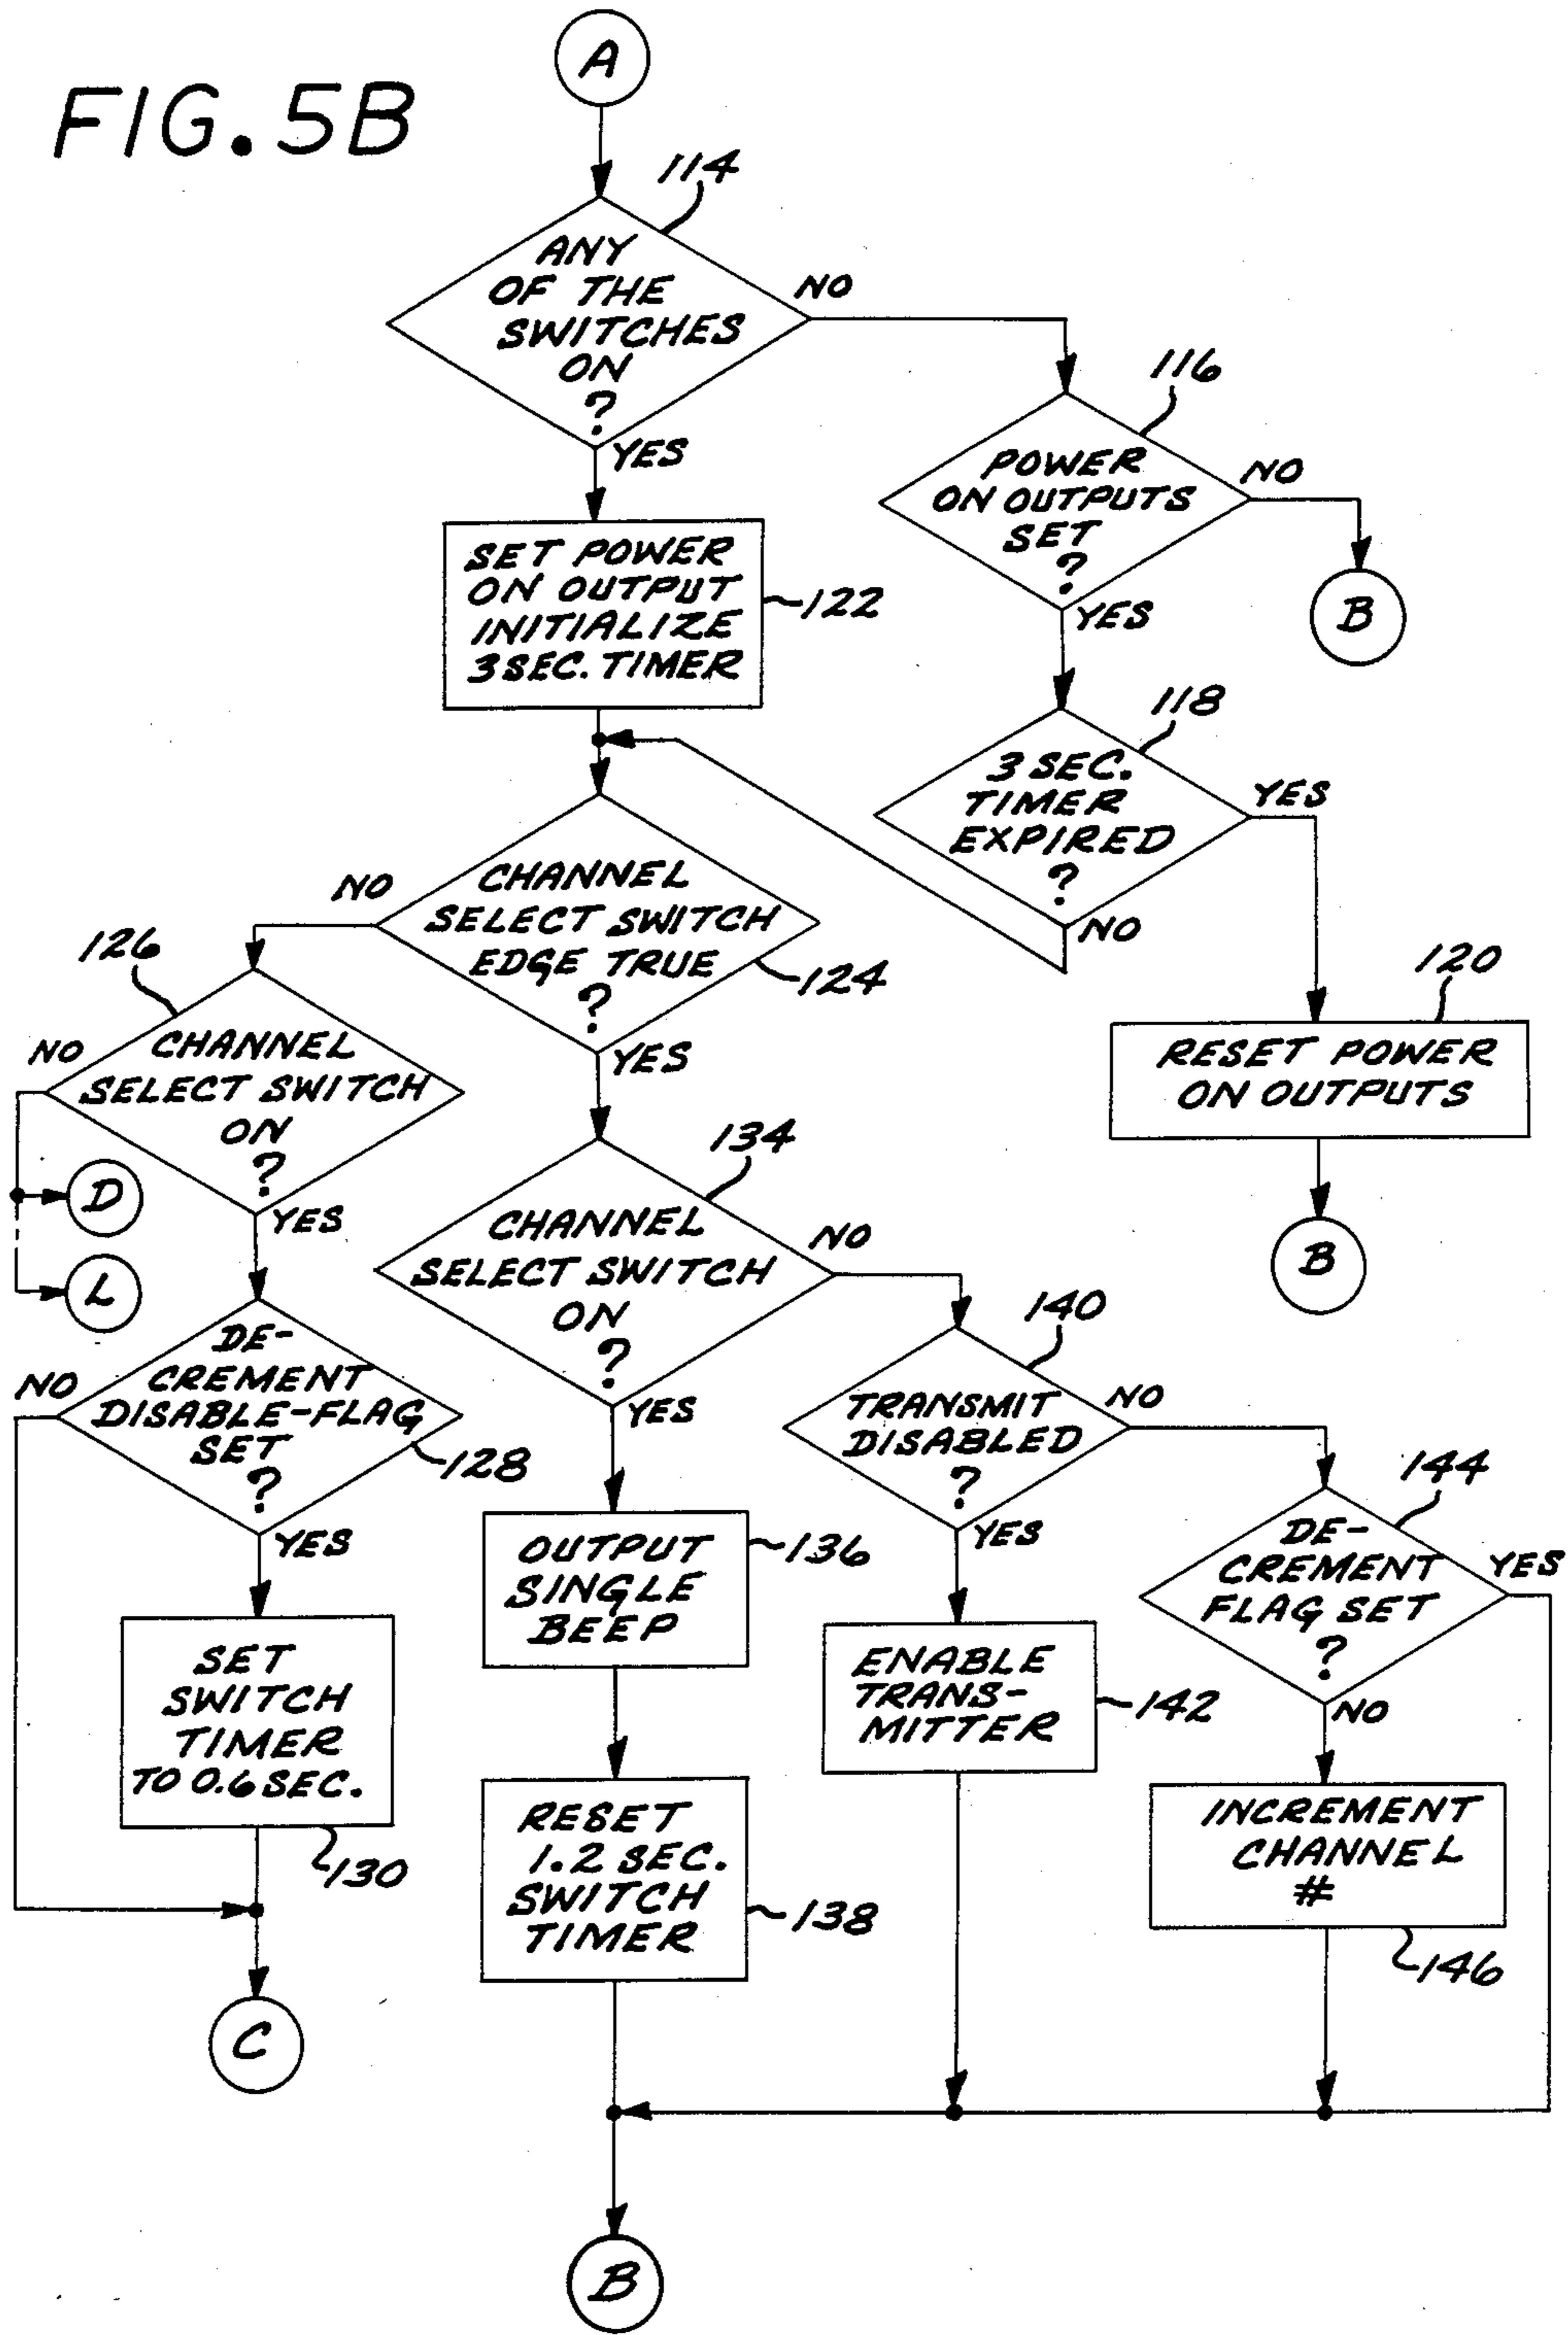 FIG. 5B
A
114
ANY
OF THE
SWITCHES
ON
?
NO
YES
116
POWER
ON OUTPUTS
SET
?
NO
B
YES
SET POWER
ON OUTPUT
INITIALIZE
3 SEC. TIMER
122
118
3 SEC.
TIMER
EXPIRED
?
YES
NO
120
RESET POWER
ON OUTPUTS
B
CHANNEL
SELECT SWITCH
EDGE TRUE
?
124
NO
YES
126
CHANNEL
SELECT SWITCH
ON
?
NO
D
L
YES
DE-
CREMENT
DISABLE-FLAG
SET
?
128
NO
YES
SET
SWITCH
TIMER
TO 0.6 SEC.
130
C
134
CHANNEL
SELECT SWITCH
ON
?
NO
YES
OUTPUT
SINGLE
BEEP
136
RESET
1.2 SEC.
SWITCH
TIMER
138
140
TRANSMIT
DISABLED
?
NO
YES
ENABLE
TRANS-
MITTER
142
144
DE-
CREMENT
FLAG SET
?
YES
NO
INCREMENT
CHANNEL
#
146
B